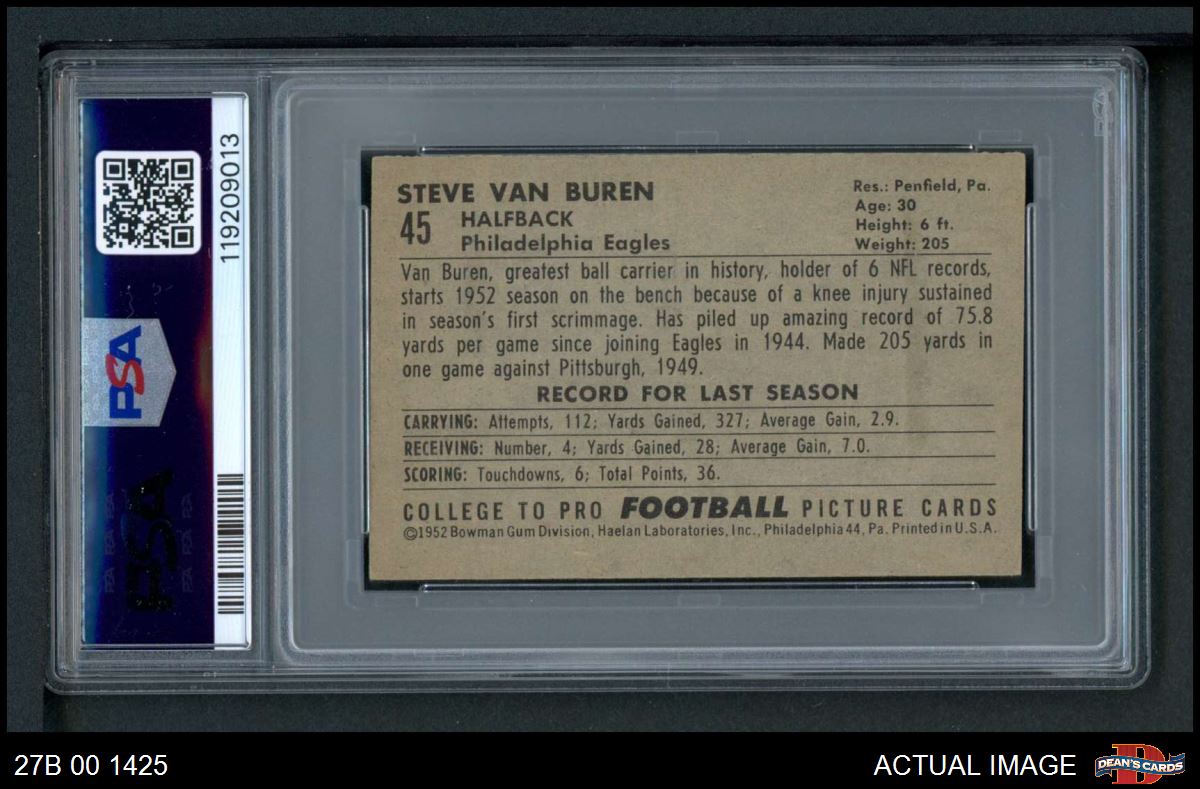 119209013
PSA
PSA
STEVE VAN BUREN
45 HALFBACK
Philadelphia Eagles
Res.: Penfield, Pa.
Age: 30
Height: 6 ft.
Weight: 205
Van Buren, greatest ball carrier in history, holder of 6 NFL records,
starts 1952 season on the bench because of a knee injury sustained
in season's first scrimmage. Has piled up amazing record of 75.8
yards per game since joining Eagles in 1944. Made 205 yards in
one game against Pittsburgh, 1949.
RECORD FOR LAST SEASON
CARRYING: Attempts, 112; Yards Gained, 327; Average Gain, 2.9.
RECEIVING: Number, 4; Yards Gained, 28; Average Gain, 7.0.
SCORING: Touchdowns, 6; Total Points, 36.
COLLEGE TO PRO FOOTBALL PICTURE CARDS
©1952 Bowman Gum Division, Haelan Laboratories, Inc., Philadelphia 44, Pa. Printed in U.S.A.
27B 00 1425
ACTUAL IMAGE
DEAN'S CARDS